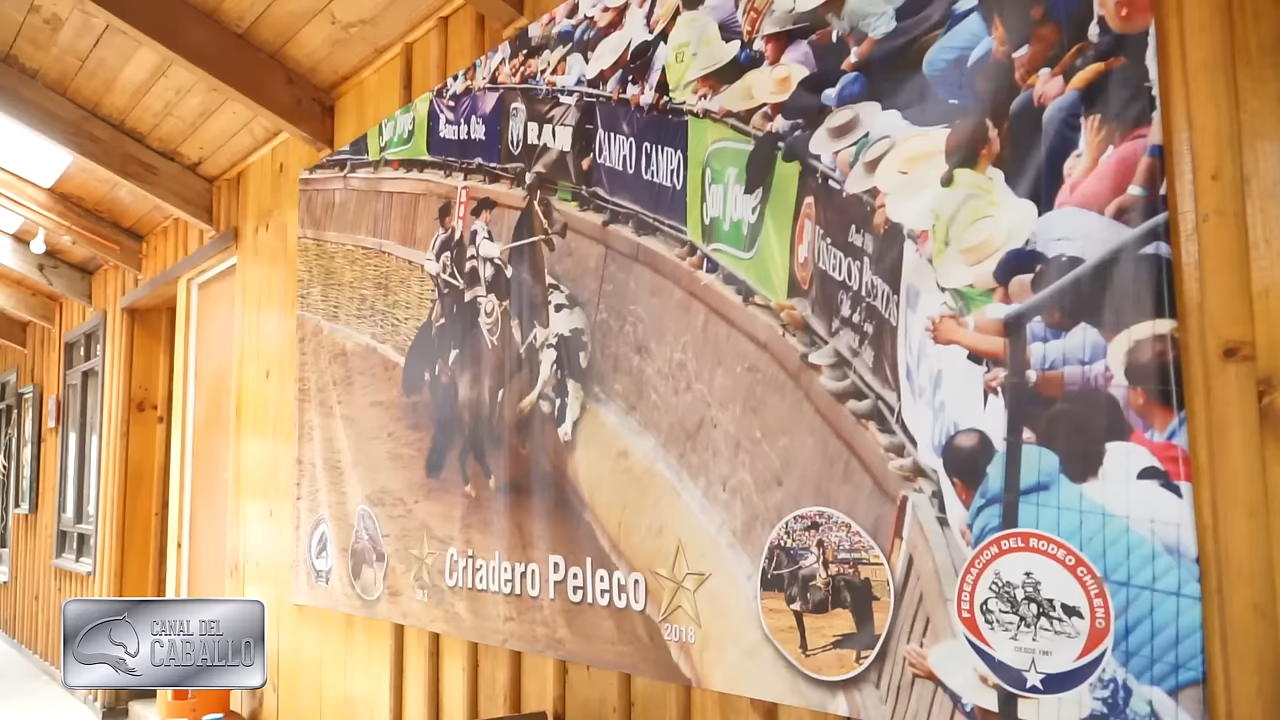 San Jorge
Banco de Chile
RAM
CAMPO CAMPO
San Jorge
Desde
VIÑEDOS
Criadero Peleco
2018
FEDERACION DEL RODEO CHILENO
DESDE 1961
CANAL DEL
CABALLO